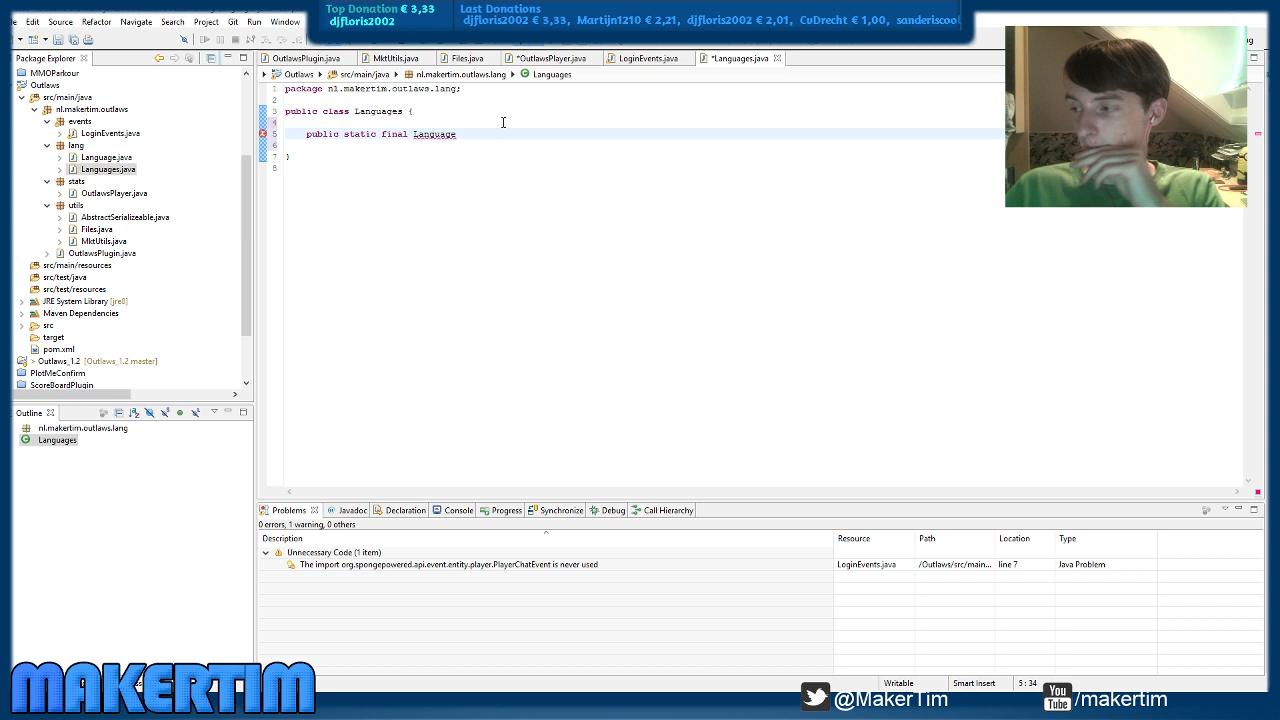 Top Donation € 3,33
djfloris2002
Last Donations
djfloris2002 € 3,33, Martijn1210 € 2,21, djfloris2002 € 2,01, CuDrecht € 1,00, sanderiscool
Edit Source Refactor Navigate Search Project Git Run Window
Package Explorer
MMOParkour
Outlaws
src/main/java
nl.makertim.outlaws
events
LoginEvents.java
lang
Language.java
Languages.java
stats
OutlawsPlayer.java
utils
AbstractSerializeable.java
Files.java
MktUtils.java
OutlawsPlugin.java
src/main/resources
src/test/java
src/test/resources
JRE System Library [jre8]
Maven Dependencies
src
target
pom.xml
> Outlaws_1.2 [Outlaws_1.2 master]
PlotMeConfirm
ScoreBoardPlugin
Outline
nl.makertim.outlaws.lang
Languages
OutlawsPlugin.java MktUtils.java Files.java *OutlawsPlayer.java LoginEvents.java *Languages.java
Outlaws src/main/java nl.makertim.outlaws.lang Languages
1 package nl.makertim.outlaws.lang;
2
3 public class Languages {
4
5 public static final Language
6
7 }
8
Problems Javadoc Declaration Console Progress Synchronize Debug Call Hierarchy
0 errors, 1 warning, 0 others
Description Resource Path Location Type
Unnecessary Code (1 item)
The import org.spongepowered.api.event.entity.player.PlayerChatEvent is never used LoginEvents.java /Outlaws/src/main... line 7 Java Problem
Writable Smart Insert 5 : 34
MAKERTIM
@MakerTim
You Tube /makertim